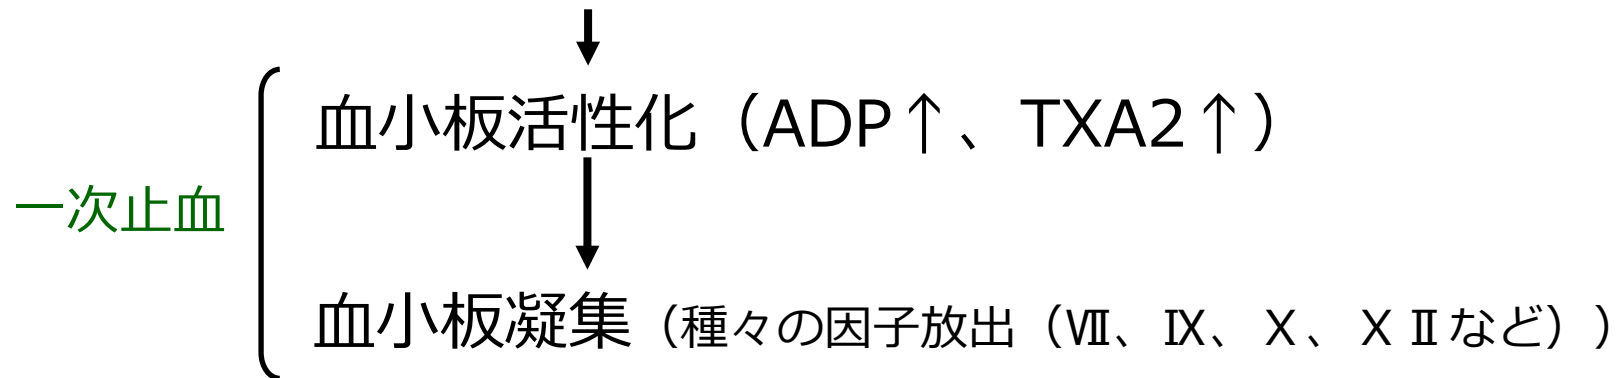 血小板活性化（ADP↑、TXA2↑）
一次止血
血小板凝集（種々の因子放出（Ⅶ、Ⅸ、Ⅹ、ⅩⅡなど））